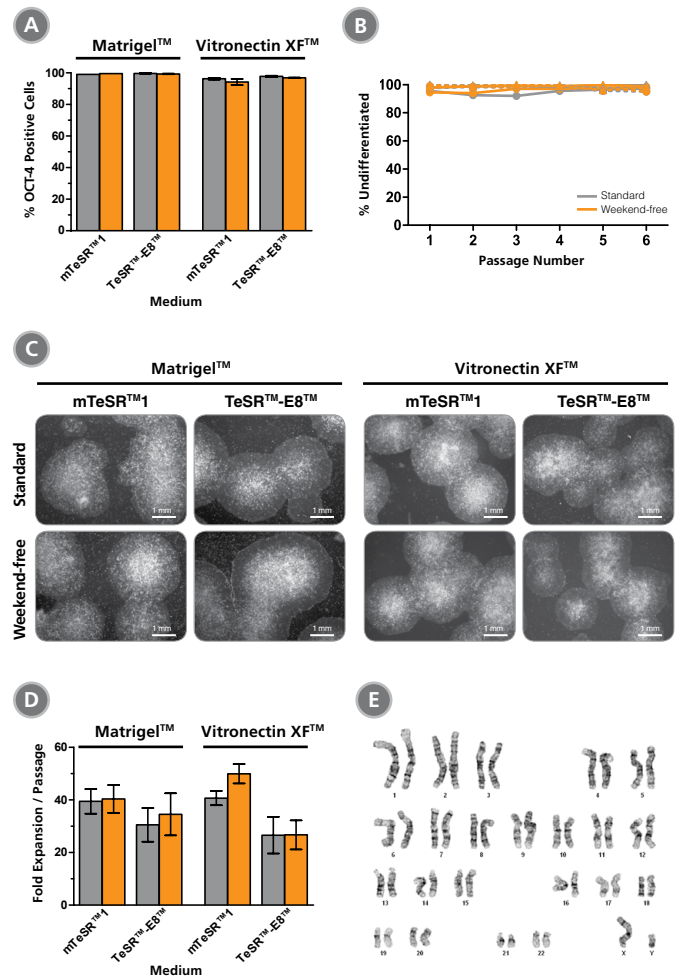 A
Matrigel™ Vitronectin XF™
% OCT-4 Positive Cells
100
80
60
40
20
0
mTeSR™1 TeSR™-E8™ mTeSR™1 TeSR™-E8™
Medium
B
% Undifferentiated
100
80
60
40
20
0
Standard
Weekend-free
1 2 3 4 5 6
Passage Number
C
Matrigel™ Vitronectin XF™
mTeSR™1 TeSR™-E8™ mTeSR™1 TeSR™-E8™
Standard
1 mm 1 mm 1 mm 1 mm
Weekend-free
1 mm 1 mm 1 mm 1 mm
D
Matrigel™ Vitronectin XF™
Fold Expansion / Passage
60
40
20
0
mTeSR™1 TeSR™-E8™ mTeSR™1 TeSR™-E8™
Medium
E
1 2 3 4 5
6 7 8 9 10 11 12
13 14 15 16 17 18
19 20 21 22 X Y